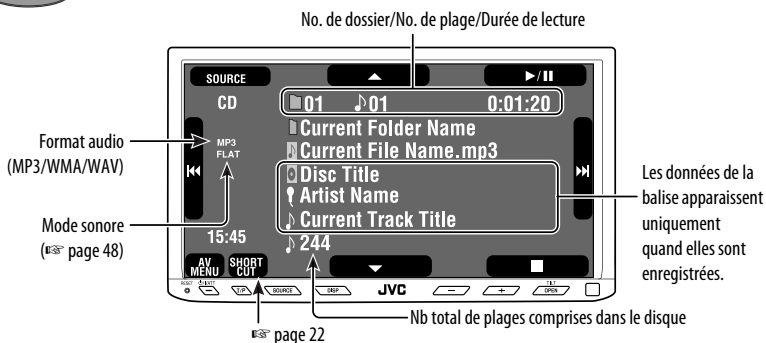 No. de dossier/No. de plage/Durée de lecture
SOURCE
CD
01 01 0:01:20
Current Folder Name
Format audio
(MP3/WMA/WAV)
MP3
FLAT
Current File Name.mp3
Disc Title
Artist Name
Current Track Title
Les données de la
balise apparaissent
uniquement
quand elles sont
enregistrées.
Mode sonore
(☞ page 48)
15:45
244
AV
MENU
SHORT
CUT
RESET
/I/ATT
T/P
SOURCE
DISP
JVC
TILT
OPEN
Nb total de plages comprises dans le disque
☞ page 22